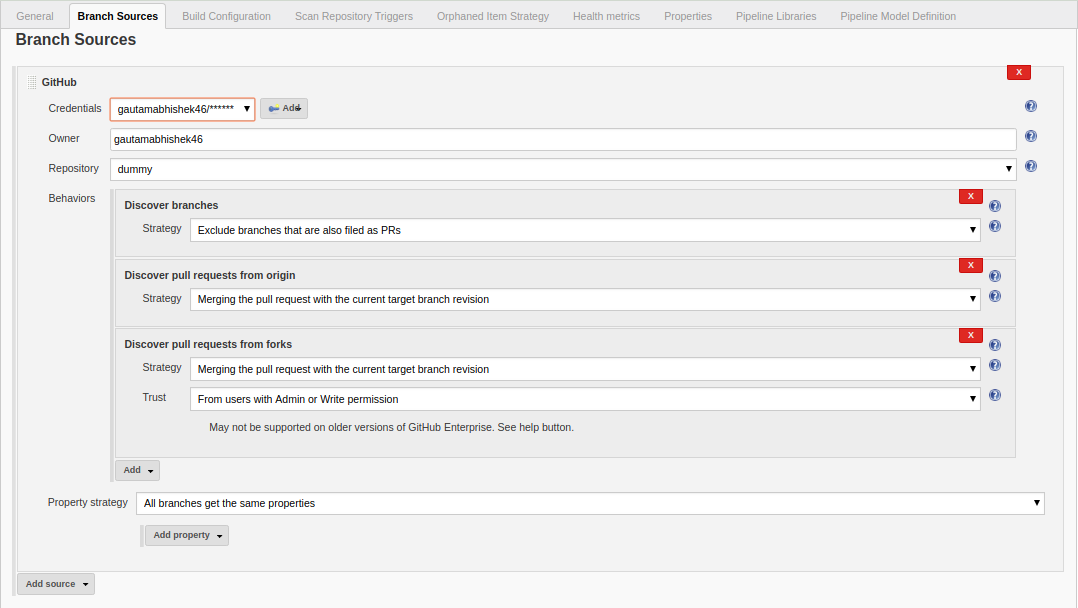 General Branch Sources Build Configuration Scan Repository Triggers Orphaned Item Strategy Health metrics Properties Pipeline Libraries Pipeline Model Definition
Branch Sources
X
GitHub
Credentials gautamabhishek46/****** Add
Owner gautamabhishek46
Repository dummy
Behaviors
X
Discover branches
Strategy Exclude branches that are also filed as PRs
X
Discover pull requests from origin
Strategy Merging the pull request with the current target branch revision
X
Discover pull requests from forks
Strategy Merging the pull request with the current target branch revision
Trust From users with Admin or Write permission
May not be supported on older versions of GitHub Enterprise. See help button.
Add
Property strategy All branches get the same properties
Add property
Add source